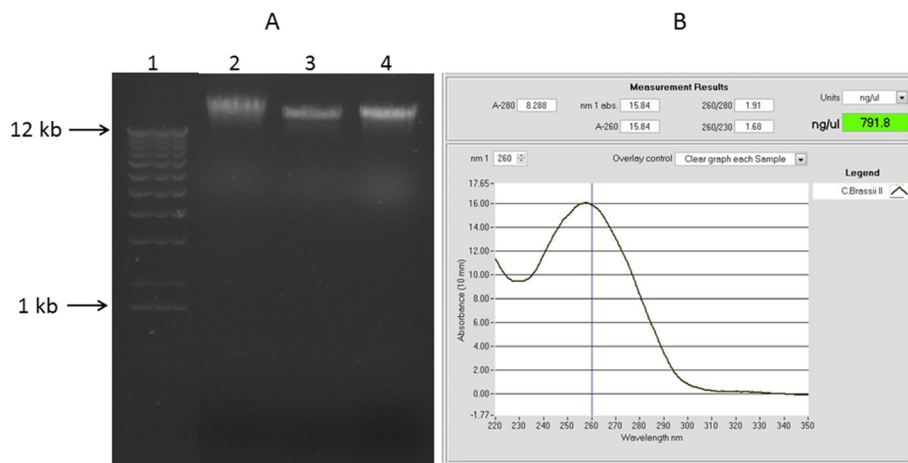 A
B
1 2 3 4
12 kb
1 kb
Measurement Results
A-280 8.288 nm 1 abs. 15.84 260/280 1.91 Units ng/ul
A-260 15.84 260/230 1.68 ng/ul 791.8
nm 1 260 Overlay control Clear graph each Sample
Legend
C.Brassii II
17.65
16.00
14.00
12.00
10.00
8.00
6.00
4.00
2.00
0.00
-1.77
Absorbance (10 mm)
220 230 240 250 260 270 280 290 300 310 320 330 340 350
Wavelength nm